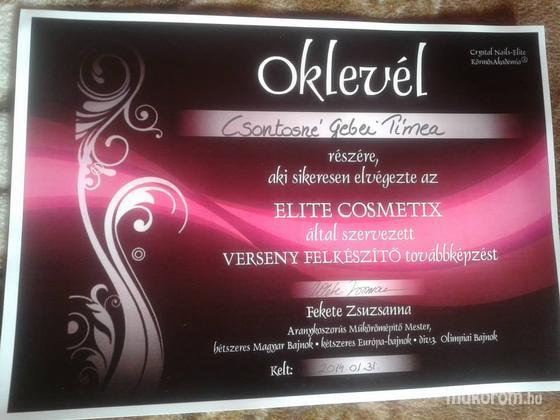 Crystal Nails-Elite
KörmösAkadémia®
Oklevél
Csontosné Gebei Tímea
részére,
aki sikeresen elvégezte az
ELITE COSMETIX
által szervezett
VERSENY FELKÉSZÍTŐ továbbképzést
Fekete Zsuzsanna
Aranykoszorús Műkörömépítő Mester,
kétszeres Magyar Bajnok • kétszeres Európa-bajnok • div3. Olimpiai Bajnok
Kelt: 2014.01.31.
mukorom.hu